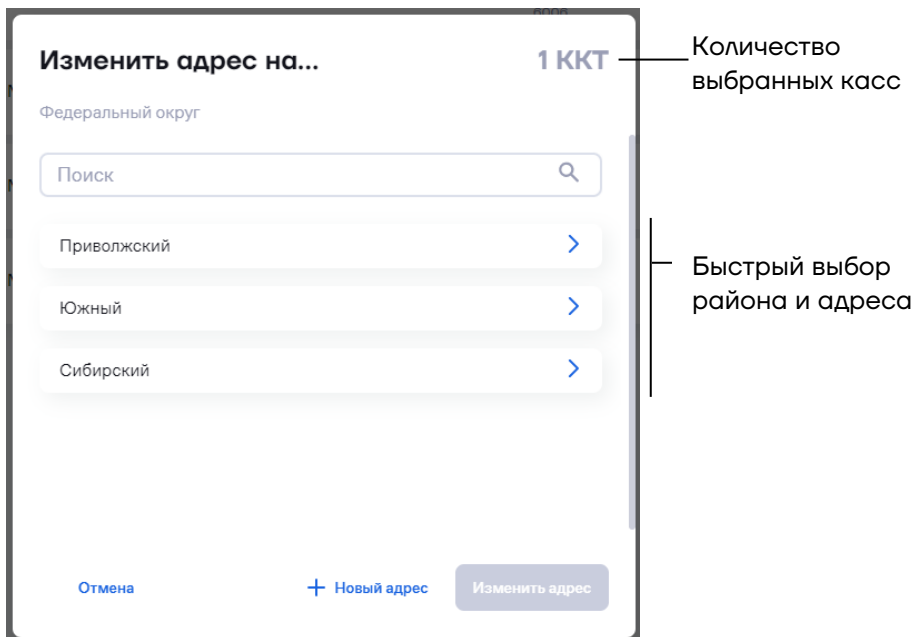 Изменить адрес на...
1 ККТ
Количество
выбранных касс
Федеральный округ
Поиск
Приволжский
Южный
Сибирский
Быстрый выбор
района и адреса
Отмена
+ Новый адрес
Изменить адрес